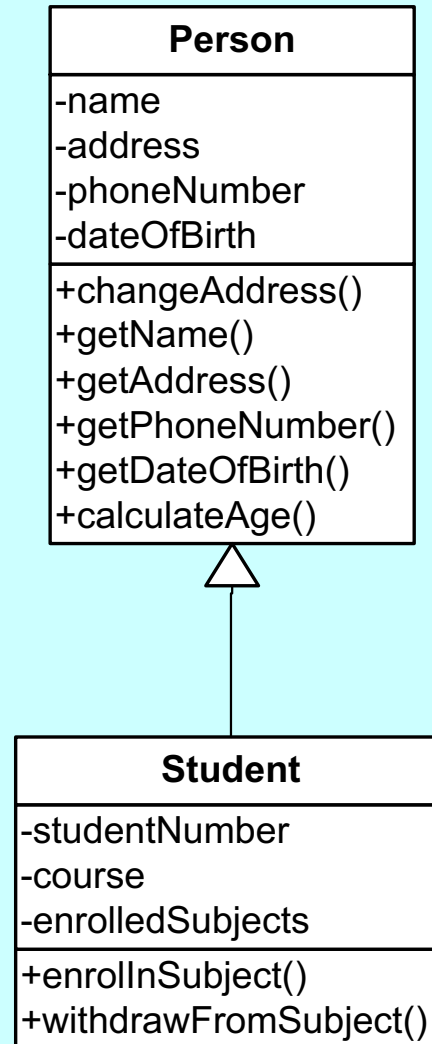 Person
-name
-address
-phoneNumber
-dateOfBirth
+changeAddress()
+getName()
+getAddress()
+getPhoneNumber()
+getDateOfBirth()
+calculateAge()
Student
-studentNumber
-course
-enrolledSubjects
+enrolInSubject()
+withdrawFromSubject()